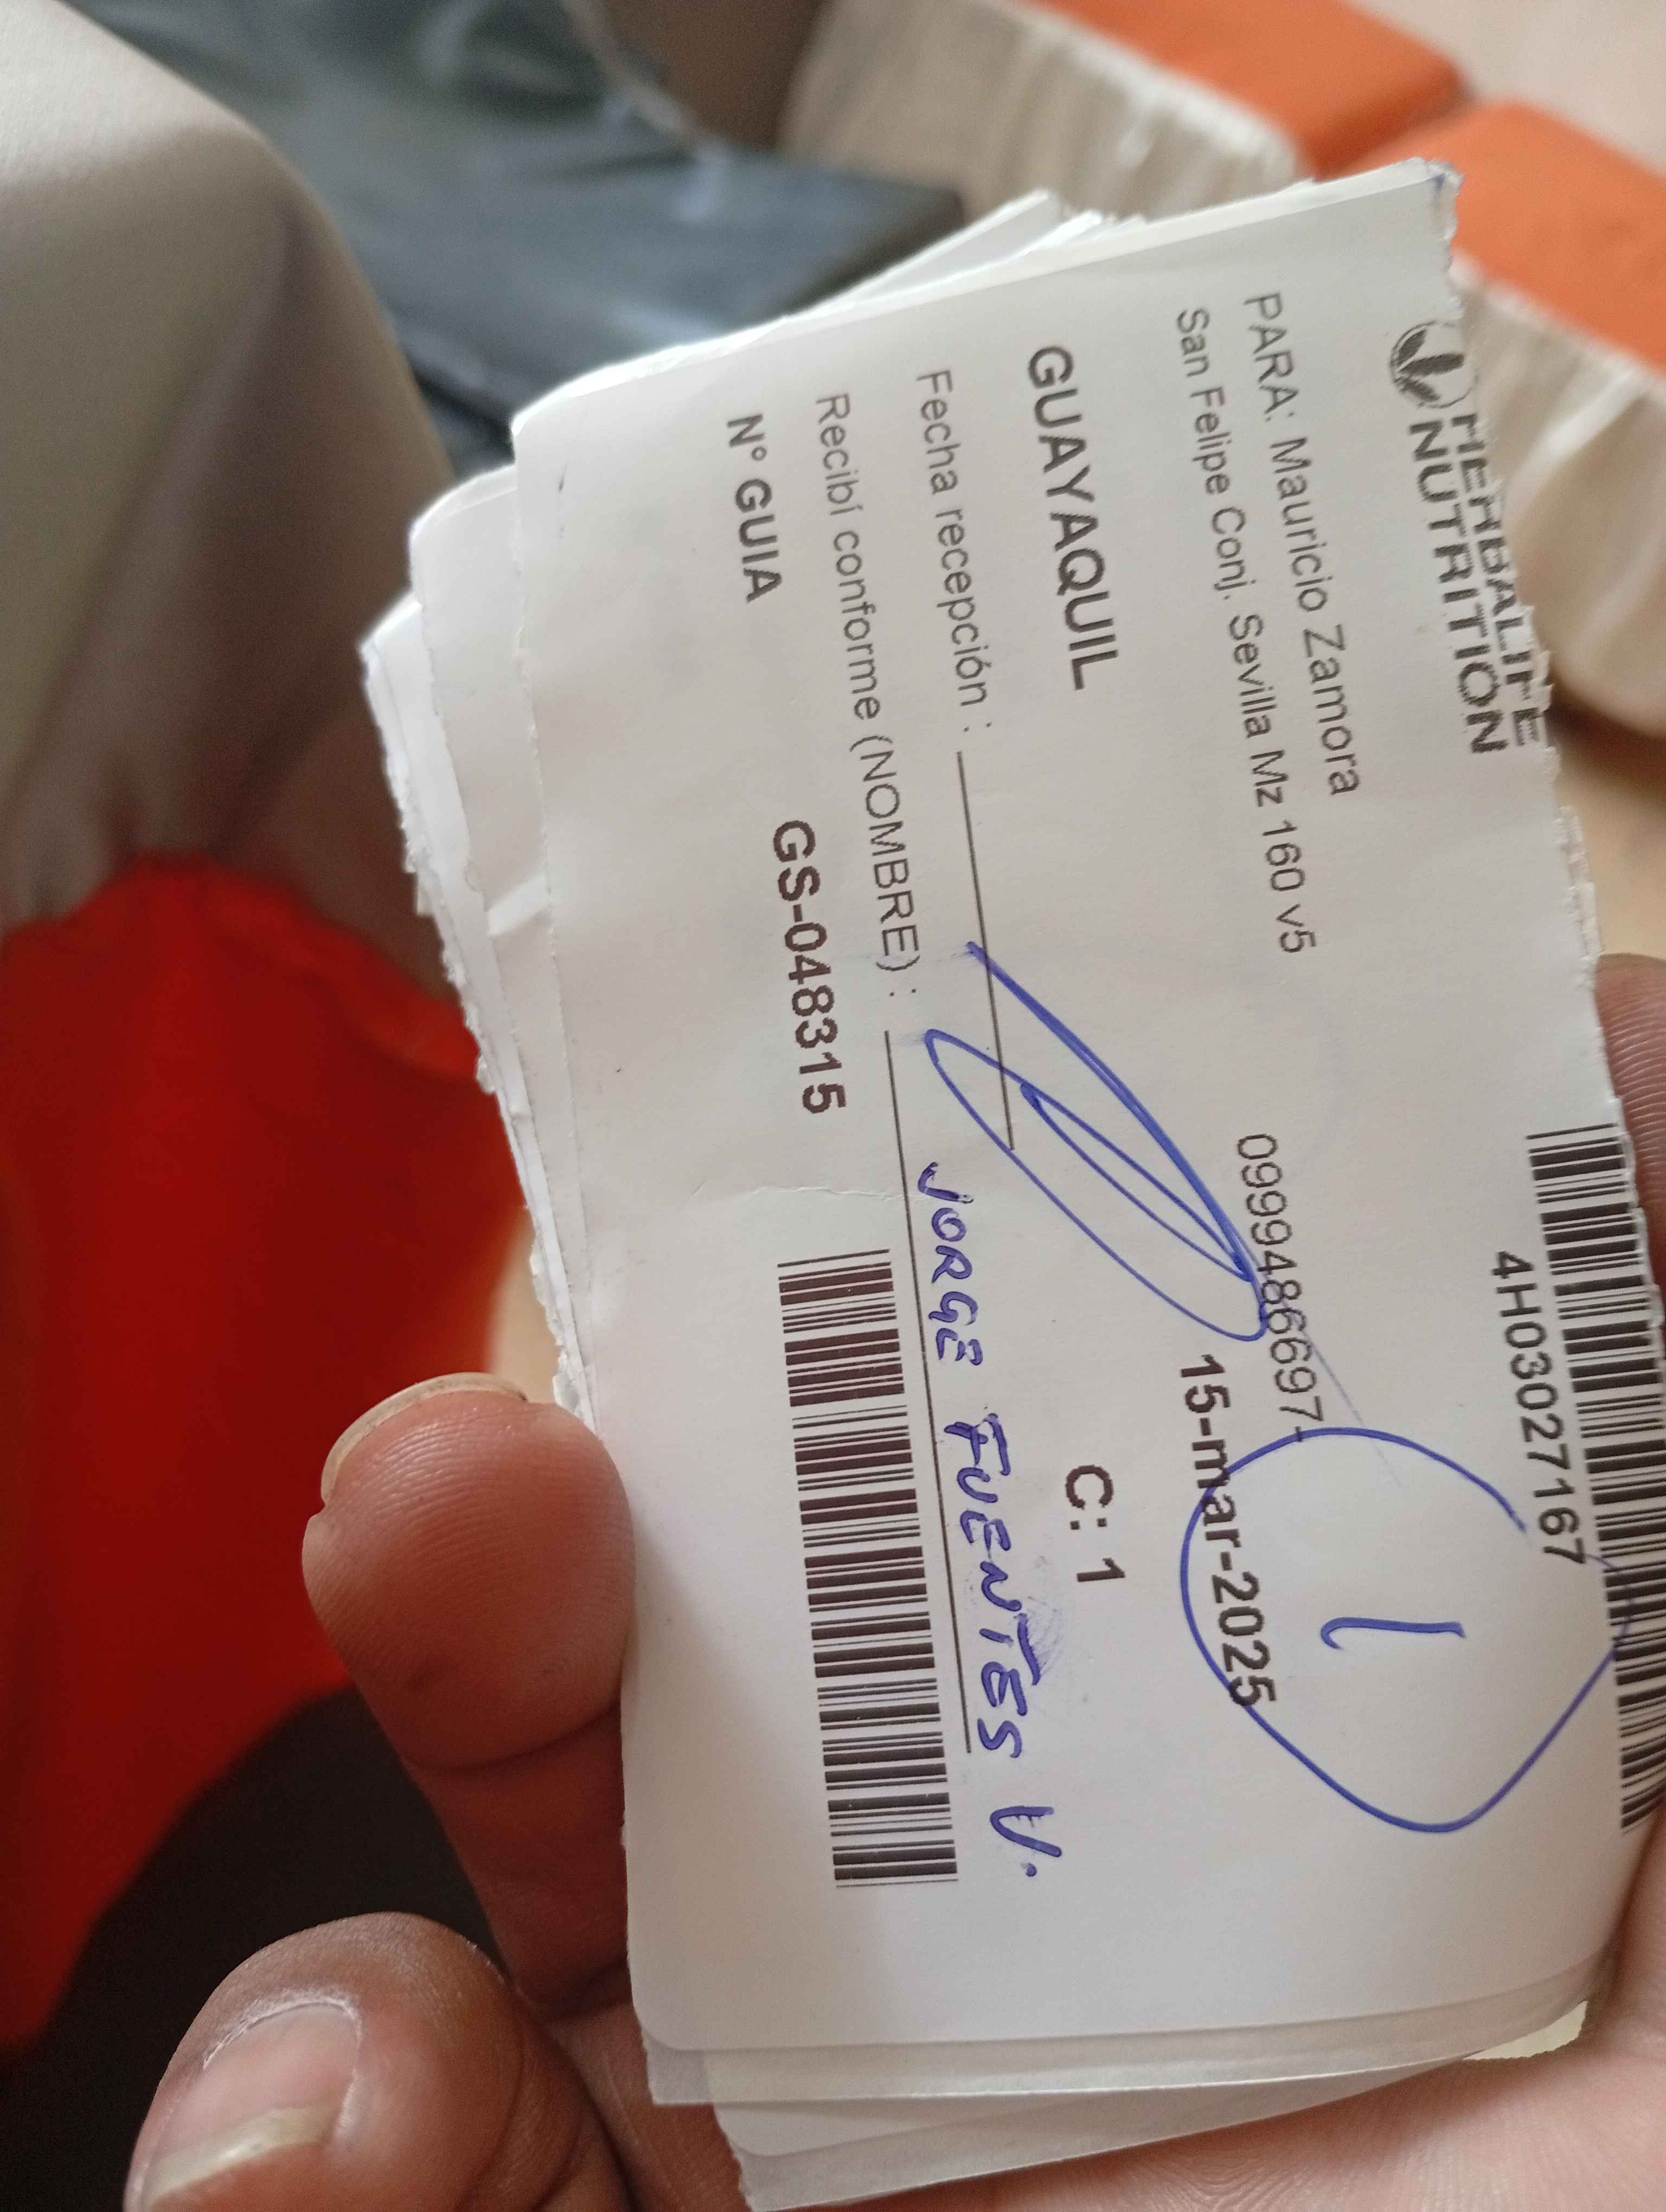 HERBALIFE
NUTRITION
4H03027167
PARA: Mauricio Zamora
San Felipe Conj. Sevilla Mz 160 v5
0999486697-
1
GUAYAQUIL
15-mar-2025
Fecha recepción :
C: 1
Recibí conforme (NOMBRE) : JORGE FUENTES V.
N° GUIA
GS-048315